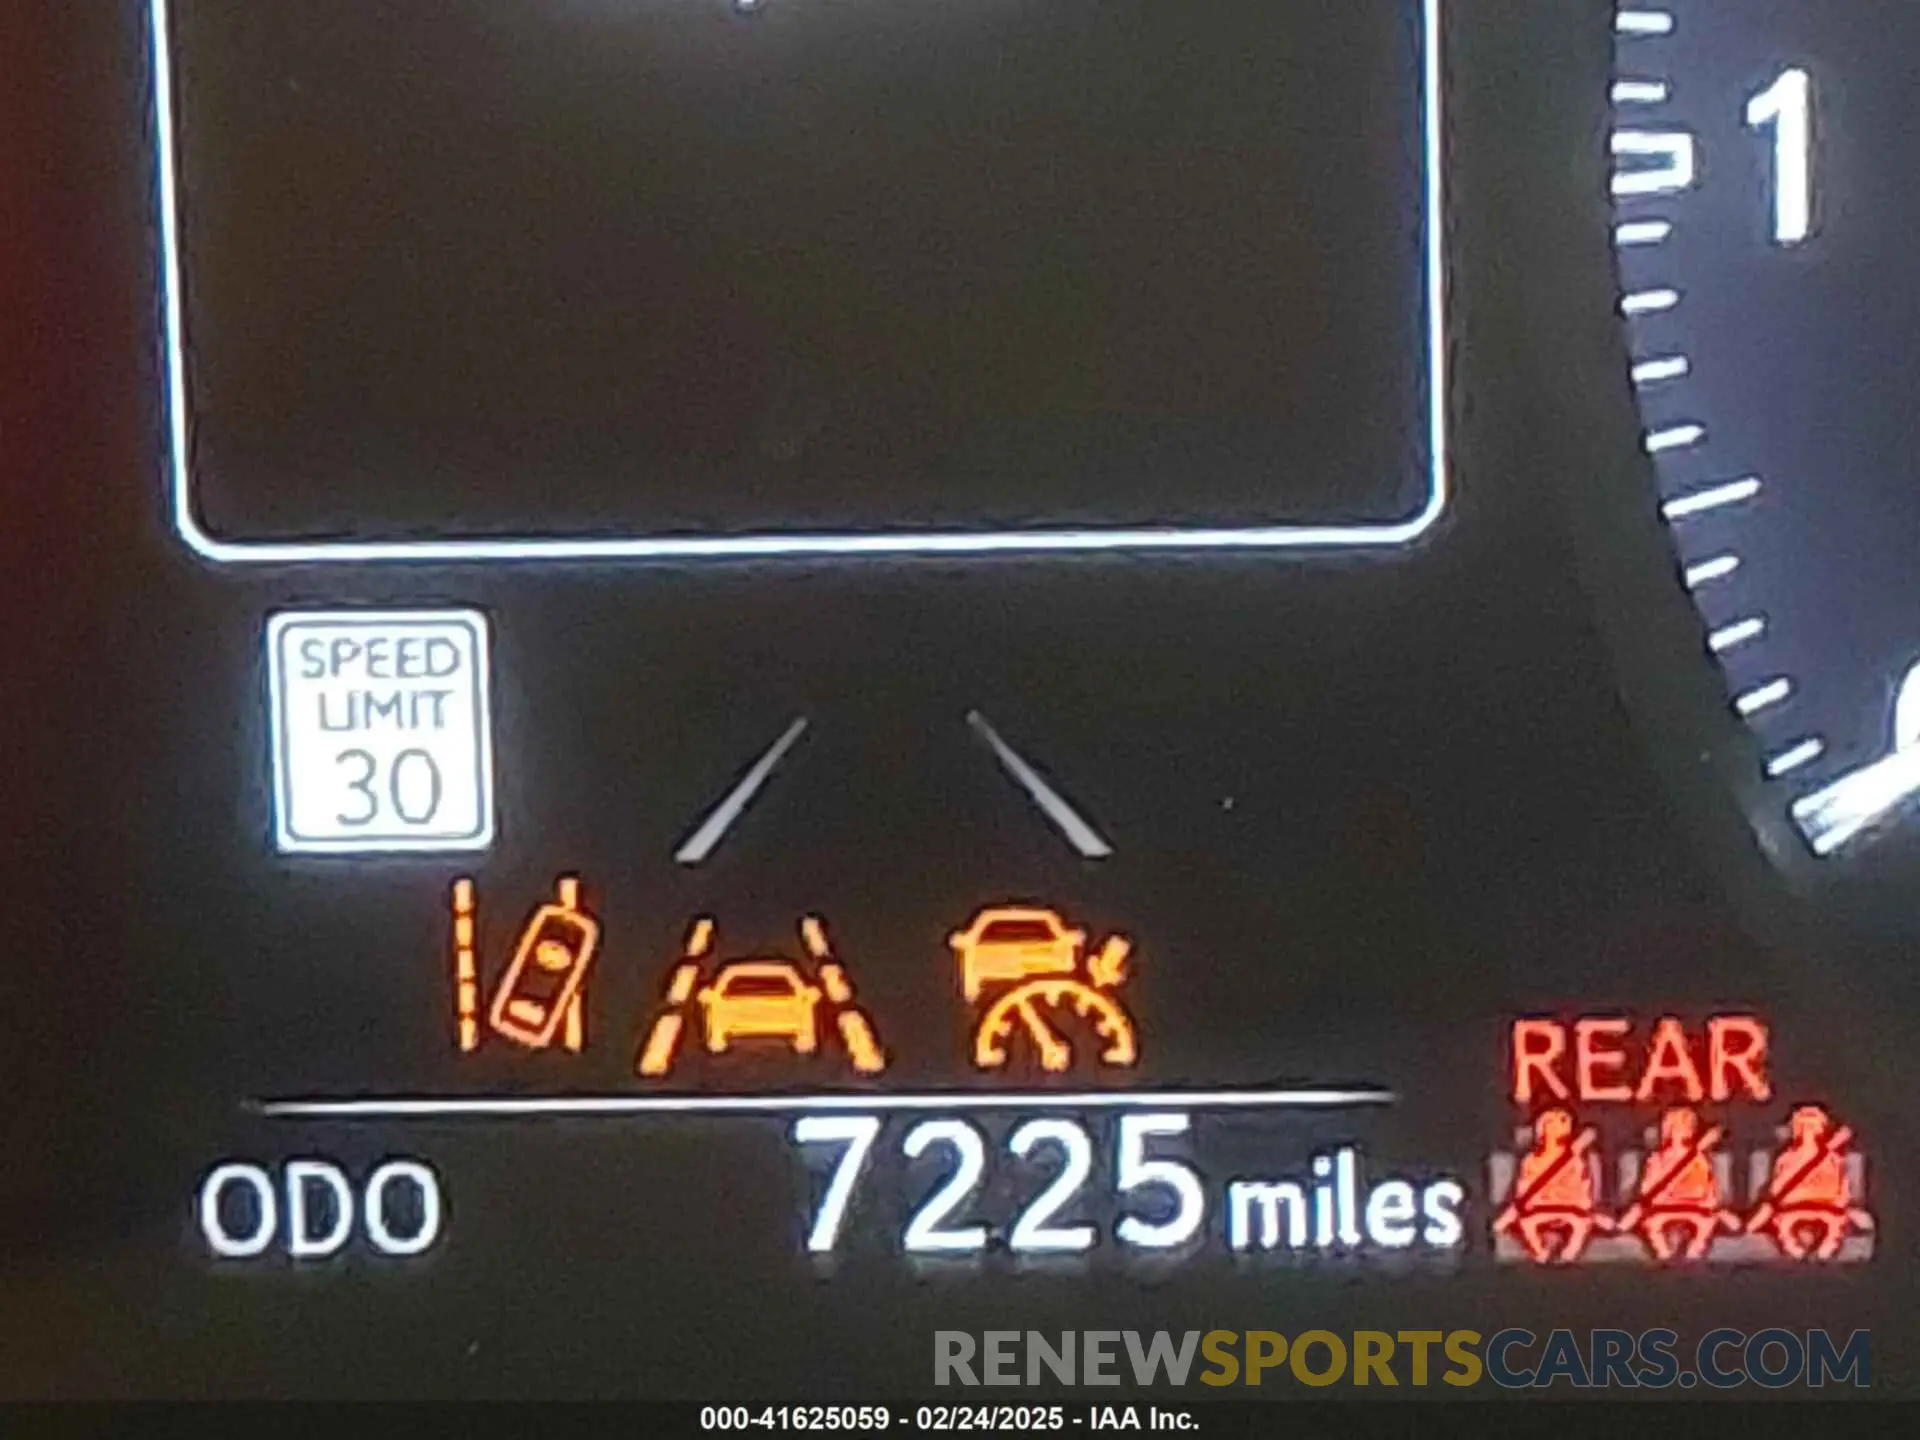 1
SPEED
LIMIT
30
REAR
ODO 7225 miles
RENEWSPORTSCARS.COM
000-41625059 - 02/24/2025 - IAA Inc.